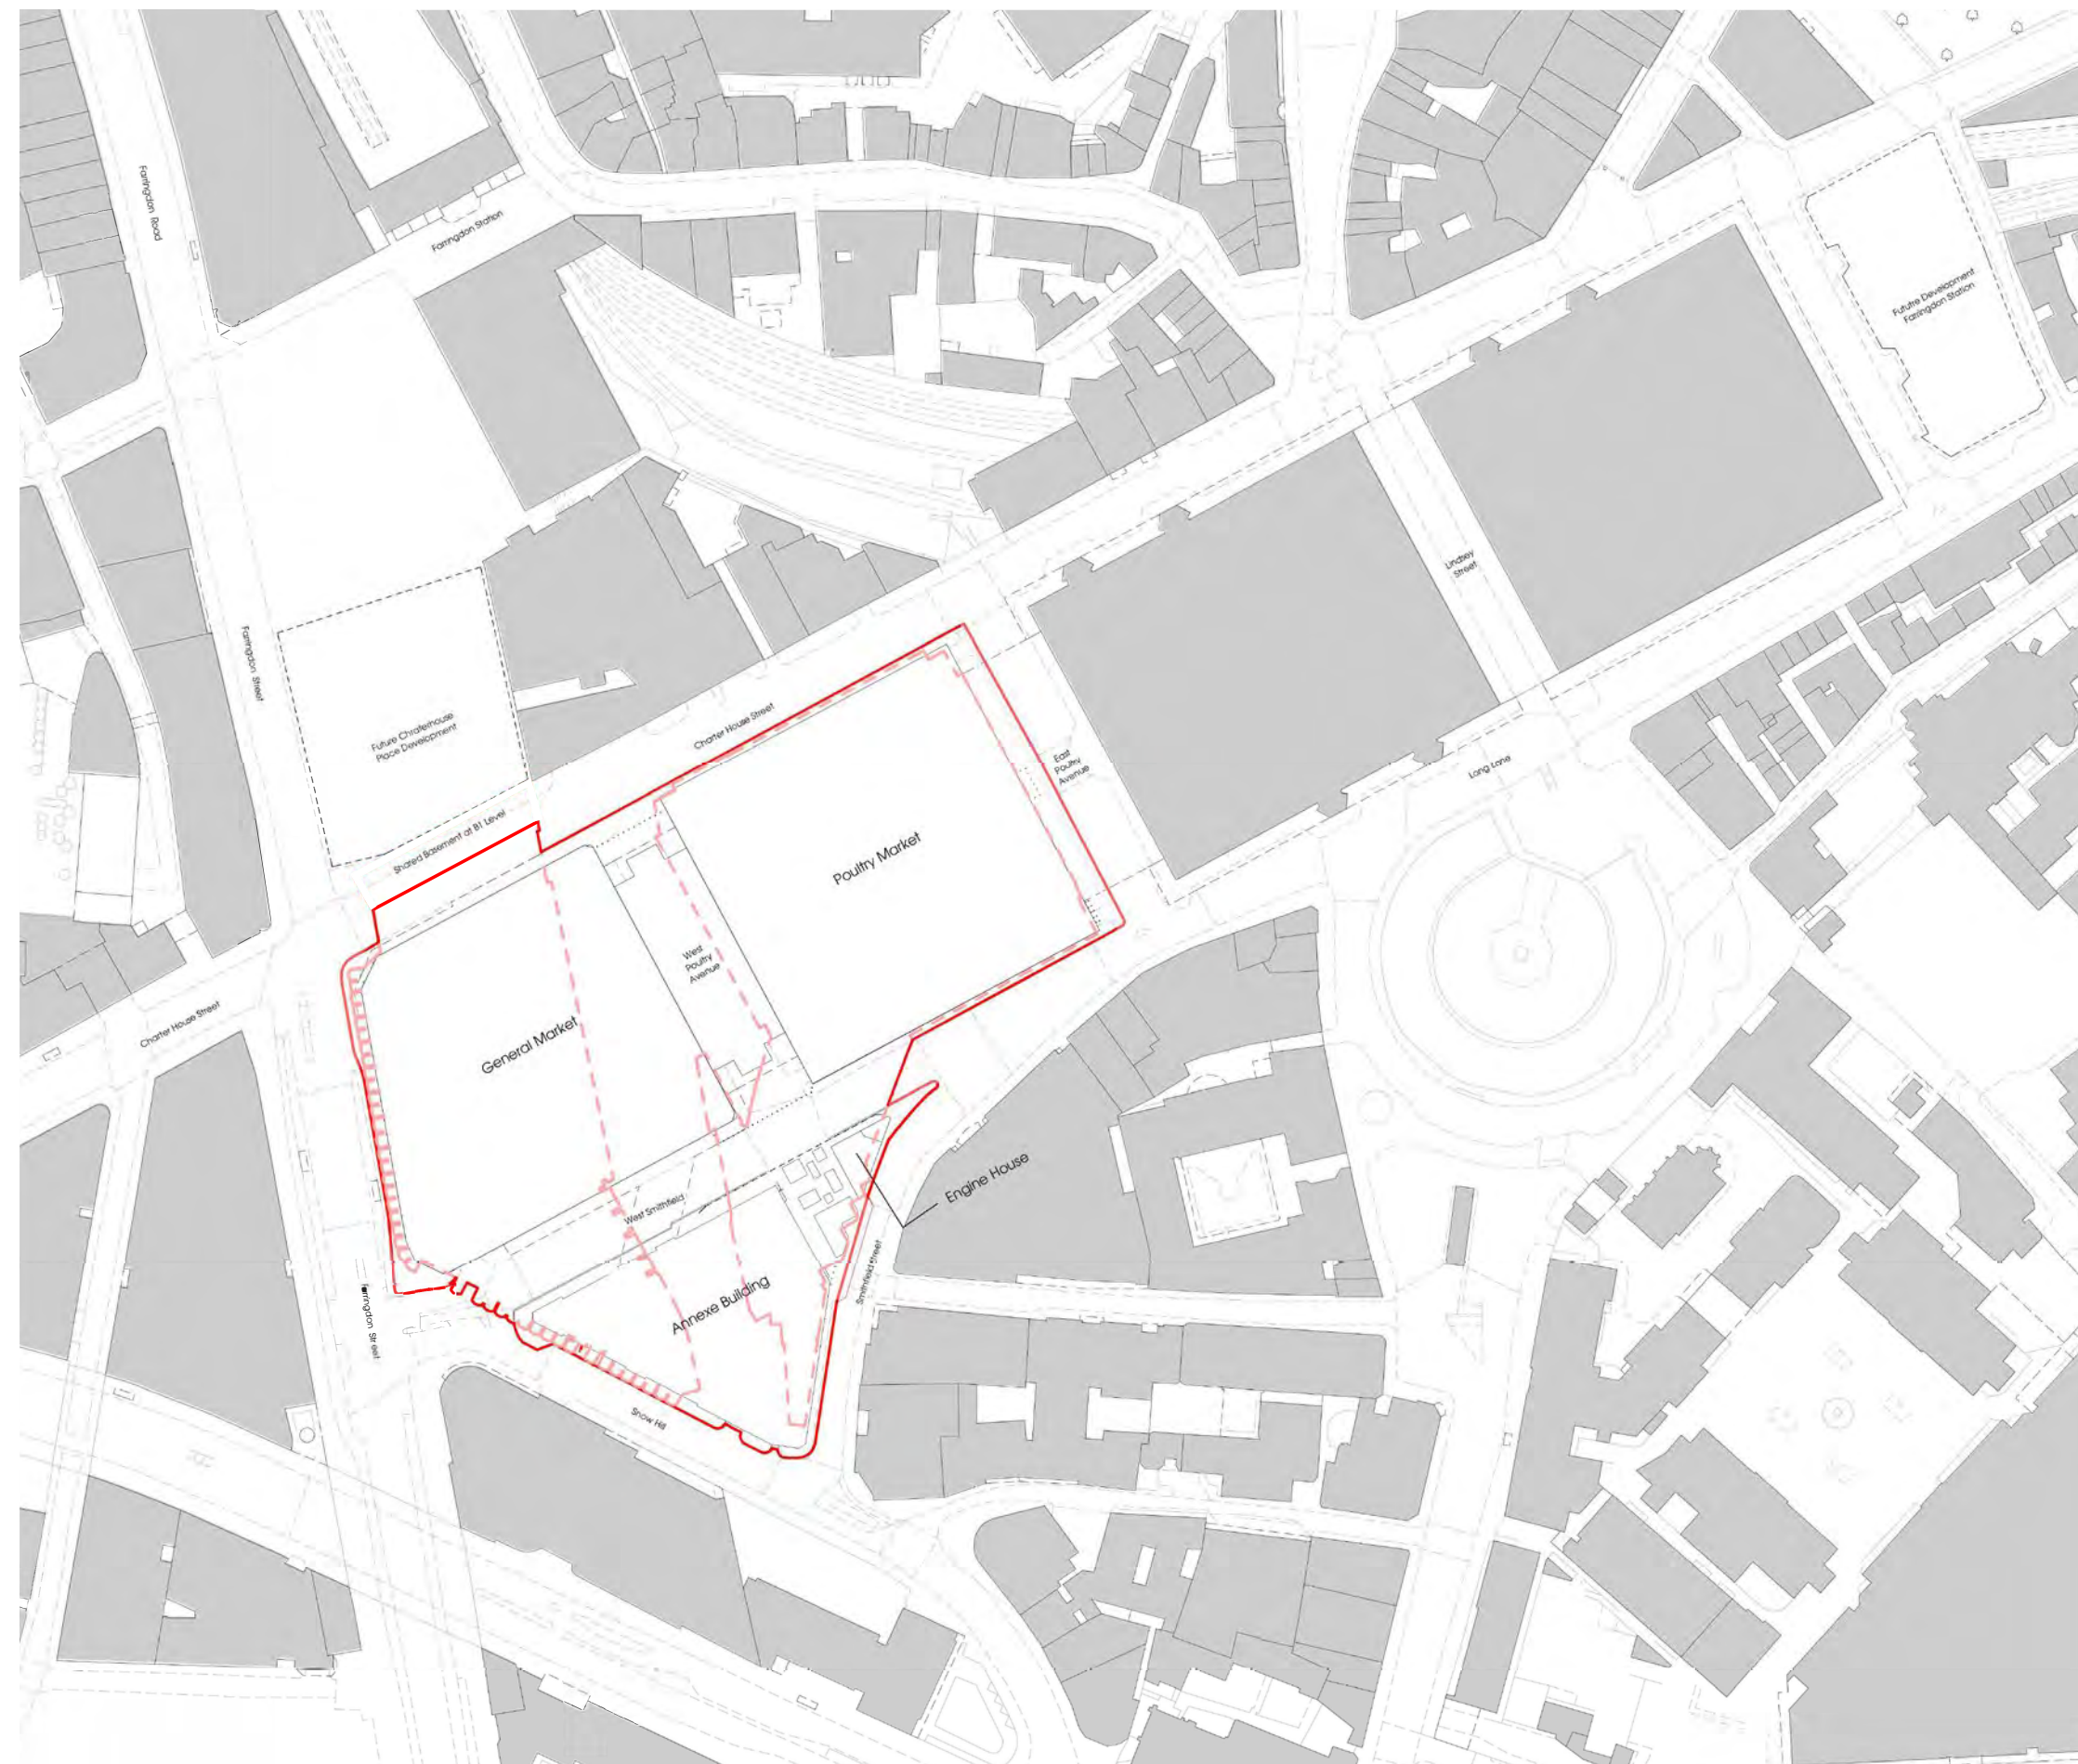 Farringdon Road
Farringdon Station
Fututre Development
Farringdon Station
Lindsey
Street
Farringdon Street
Future Chraterhouse
Place Development
Charter House Street
East
Poultry
Avenue
Long Lane
Shared Basement at B1 Level
Poultry Market
West
Poultry
Avenue
Charter House Street
General Market
Engine House
West Smithfield
Smithfield Street
Annexe Building
Farringdon Street
Snow Hill